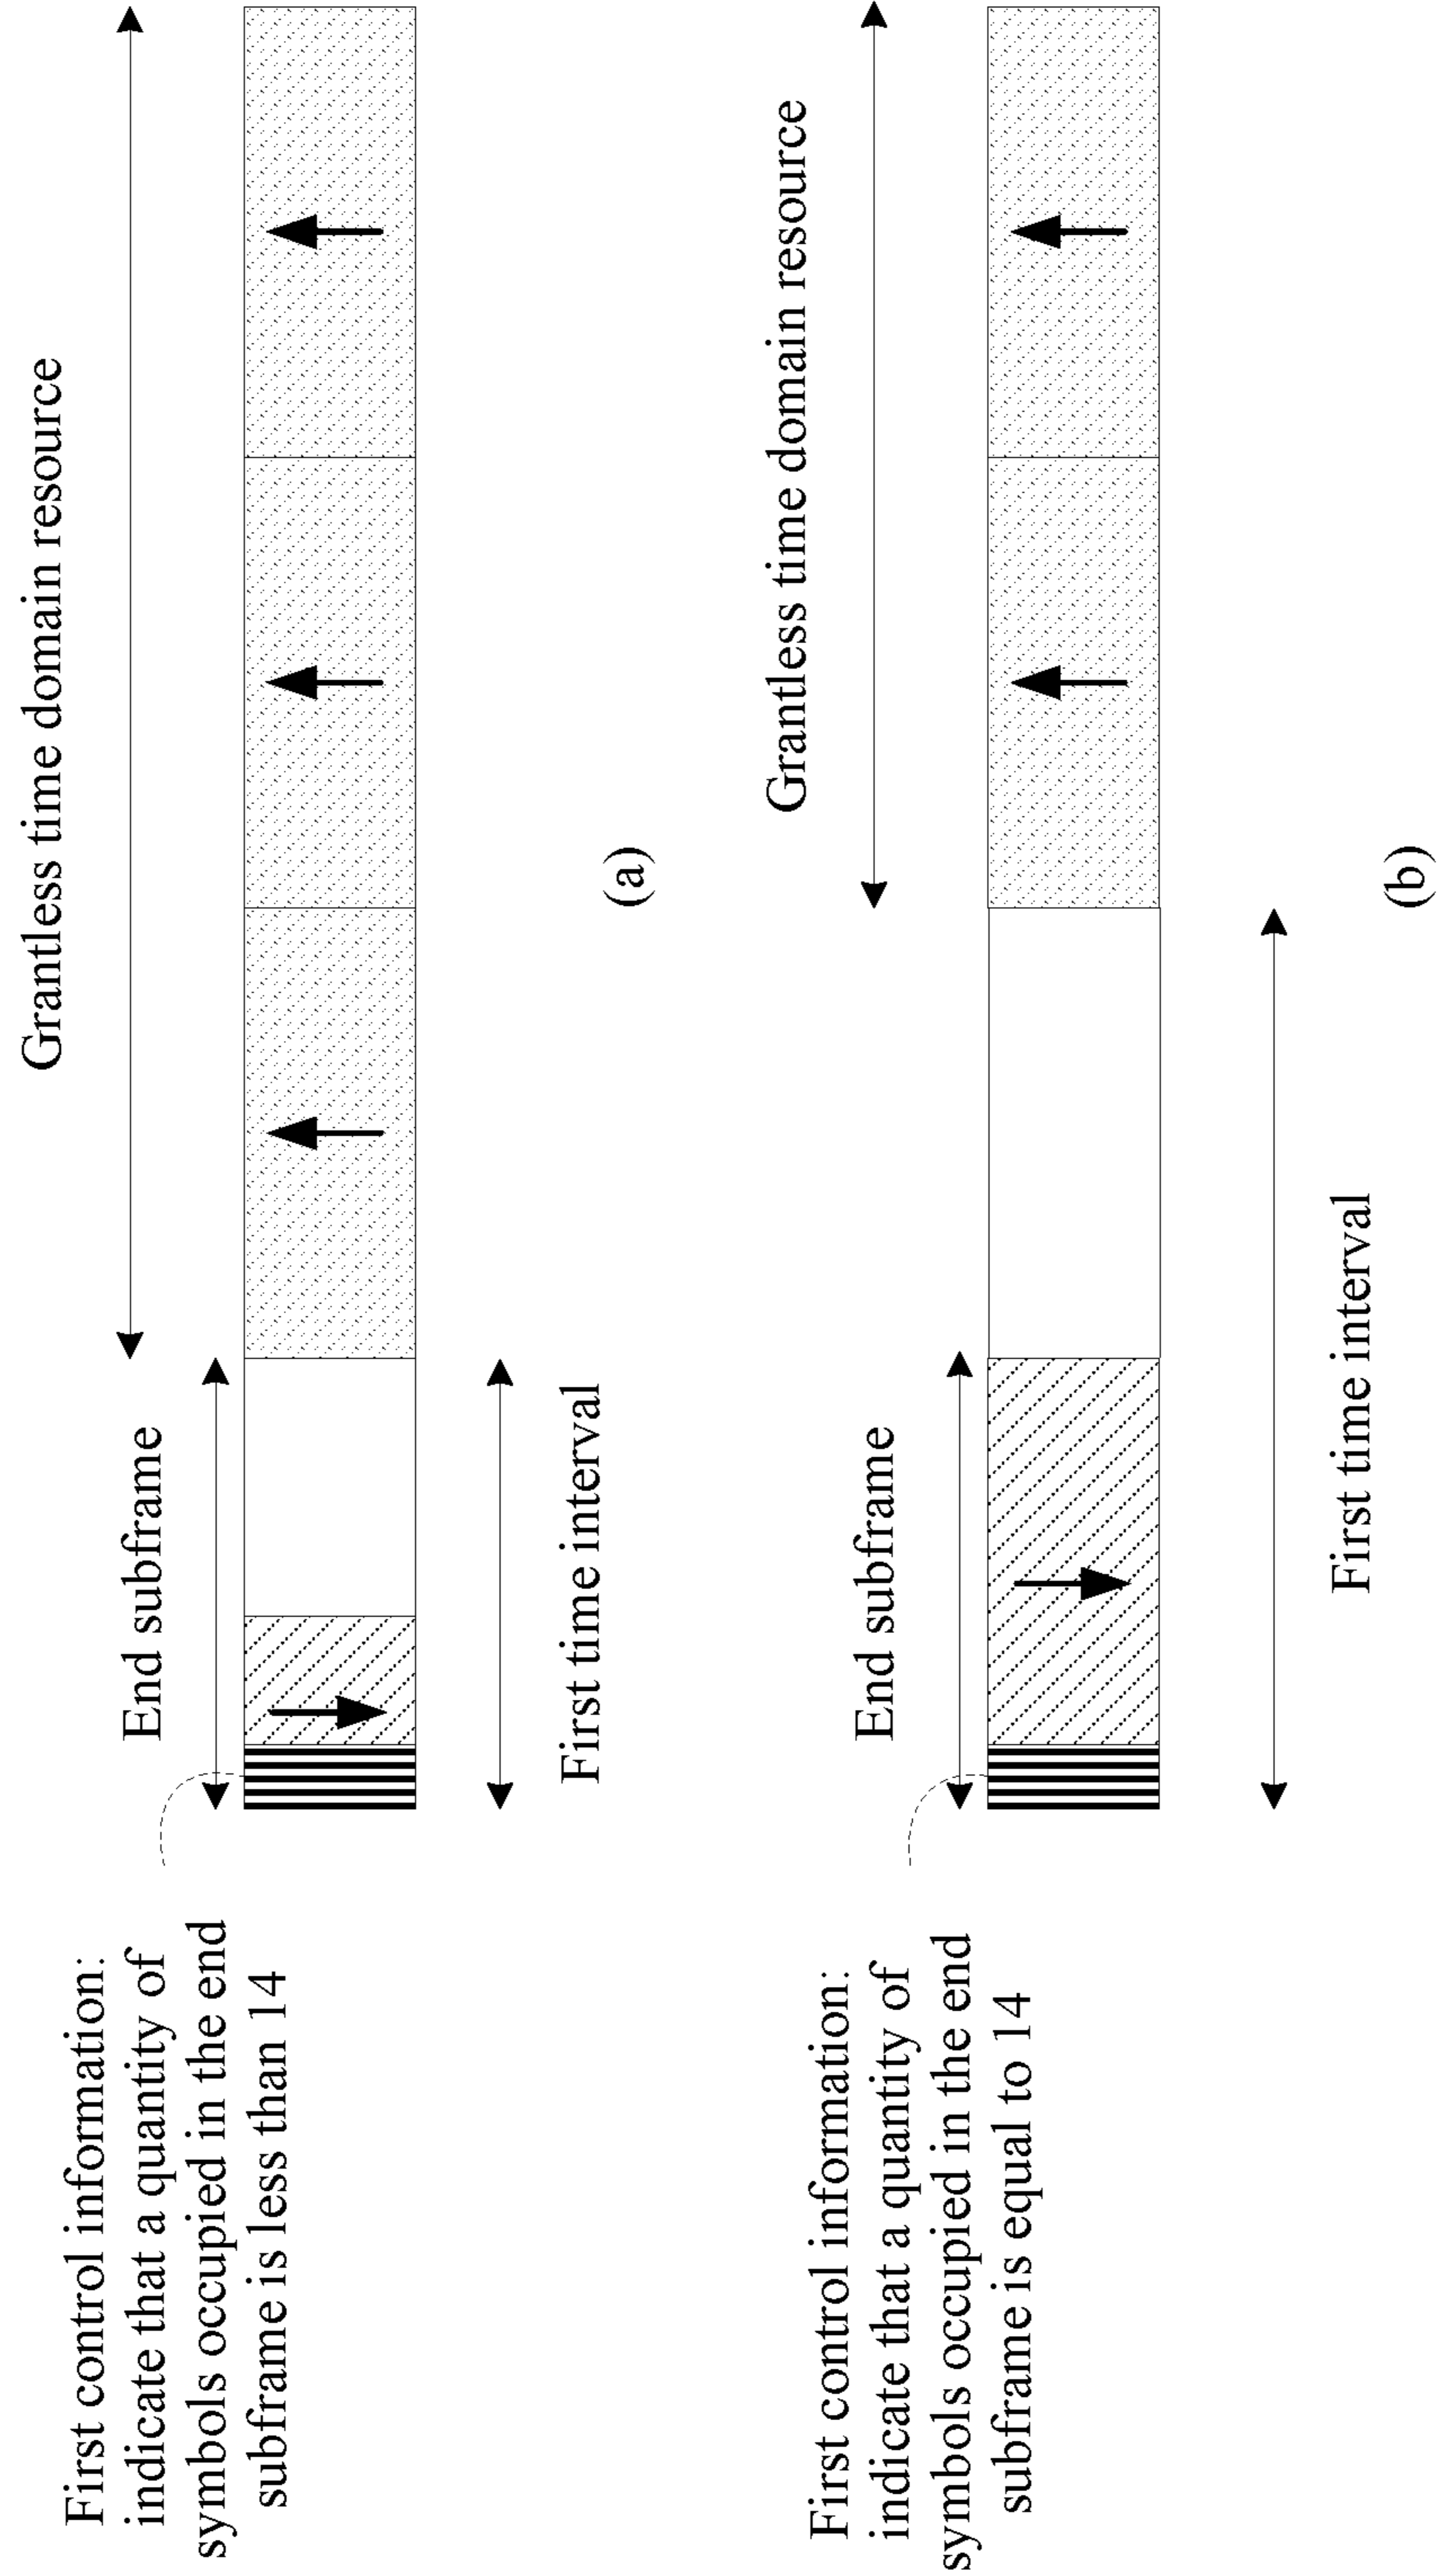 Grantless time domain resource
End subframe
First control information:
indicate that a quantity of
symbols occupied in the end
subframe is less than 14
First time interval
(a)
Grantless time domain resource
End subframe
First control information:
indicate that a quantity of
symbols occupied in the end
subframe is equal to 14
First time interval
(b)